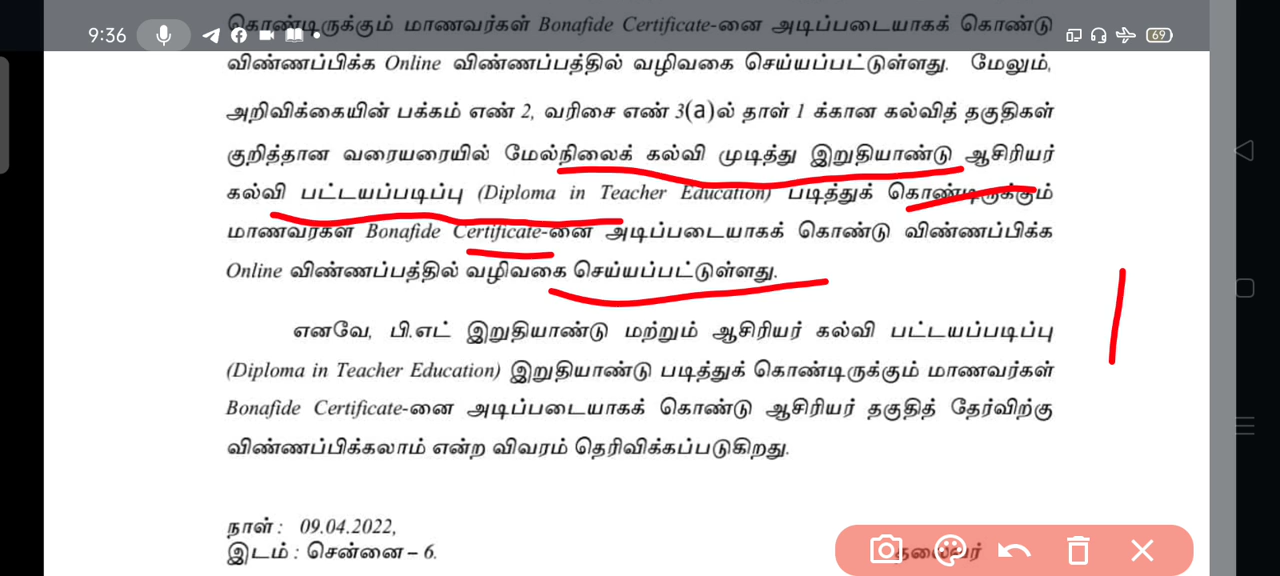 9:36
69
கொண்டிருக்கும் மாணவர்கள் Bonafide Certificate-னை அடிப்படையாகக் கொண்டு
விண்ணப்பிக்க Online விண்ணப்பத்தில் வழிவகை செய்யப்பட்டுள்ளது. மேலும்,
அறிவிக்கையின் பக்கம் எண் 2, வரிசை எண் 3(a)ல் தாள் 1 க்கான கல்வித் தகுதிகள்
குறித்தான வரையரையில் மேல்நிலைக் கல்வி முடித்து இறுதியாண்டு ஆசிரியர்
கல்வி பட்டயப்படிப்பு (Diploma in Teacher Education) படித்துக் கொண்டிருக்கும்
மாணவர்கள் Bonafide Certificate-னை அடிப்படையாகக் கொண்டு விண்ணப்பிக்க
Online விண்ணப்பத்தில் வழிவகை செய்யப்பட்டுள்ளது.
எனவே, பி.எட் இறுதியாண்டு மற்றும் ஆசிரியர் கல்வி பட்டயப்படிப்பு
(Diploma in Teacher Education) இறுதியாண்டு படித்துக் கொண்டிருக்கும் மாணவர்கள்
Bonafide Certificate-னை அடிப்படையாகக் கொண்டு ஆசிரியர் தகுதித் தேர்விற்கு
விண்ணப்பிக்கலாம் என்ற விவரம் தெரிவிக்கப்படுகிறது.
நாள் : 09.04.2022,
இடம் : சென்னை – 6.
தலைவர்